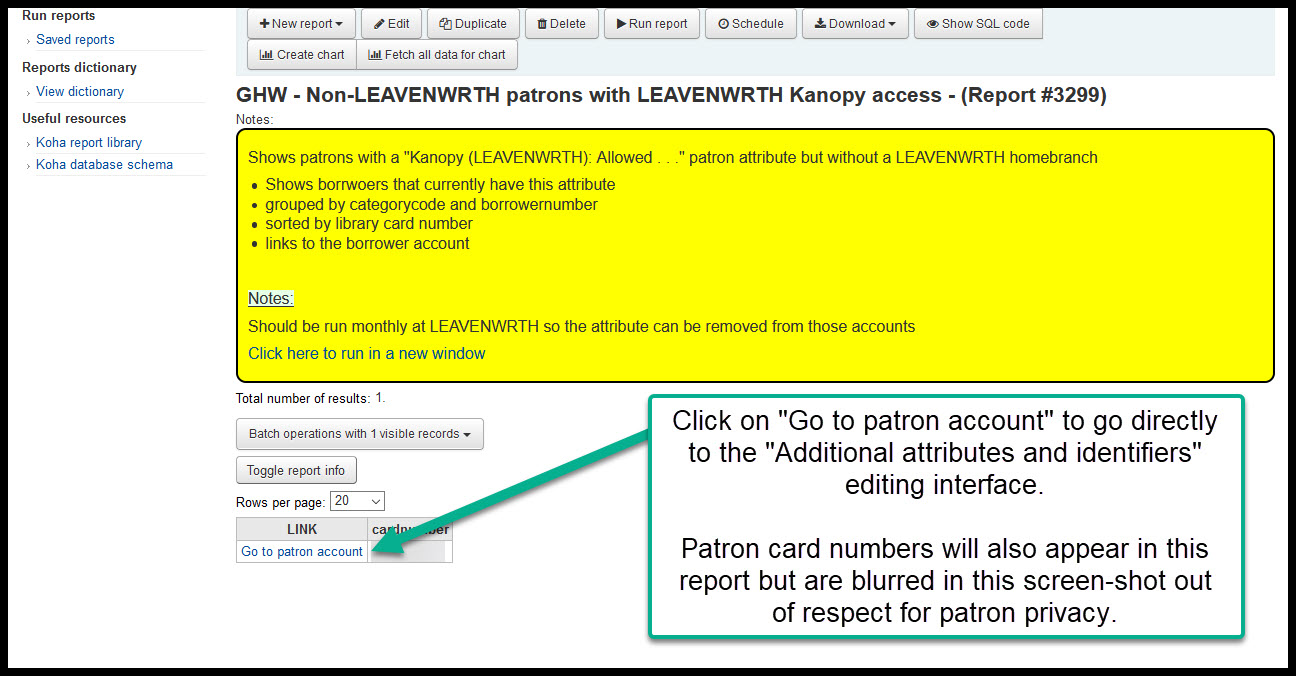 Run reports
Saved reports
Reports dictionary
View dictionary
Useful resources
Koha report library
Koha database schema
New report
Edit
Duplicate
Delete
Run report
Schedule
Download
Show SQL code
Create chart
Fetch all data for chart
GHW - Non-LEAVENWRTH patrons with LEAVENWRTH Kanopy access - (Report #3299)
Notes:
Shows patrons with a "Kanopy (LEAVENWRTH): Allowed . . ." patron attribute but without a LEAVENWRTH homebranch
Shows borrwoers that currently have this attribute
grouped by categorycode and borrowernumber
sorted by library card number
links to the borrower account
Notes:
Should be run monthly at LEAVENWRTH so the attribute can be removed from those accounts
Click here to run in a new window
Total number of results: 1.
Batch operations with 1 visible records
Toggle report info
Rows per page: 20
LINK cardnumber
Go to patron account
Click on "Go to patron account" to go directly
to the "Additional attributes and identifiers"
editing interface.
Patron card numbers will also appear in this
report but are blurred in this screen-shot out
of respect for patron privacy.